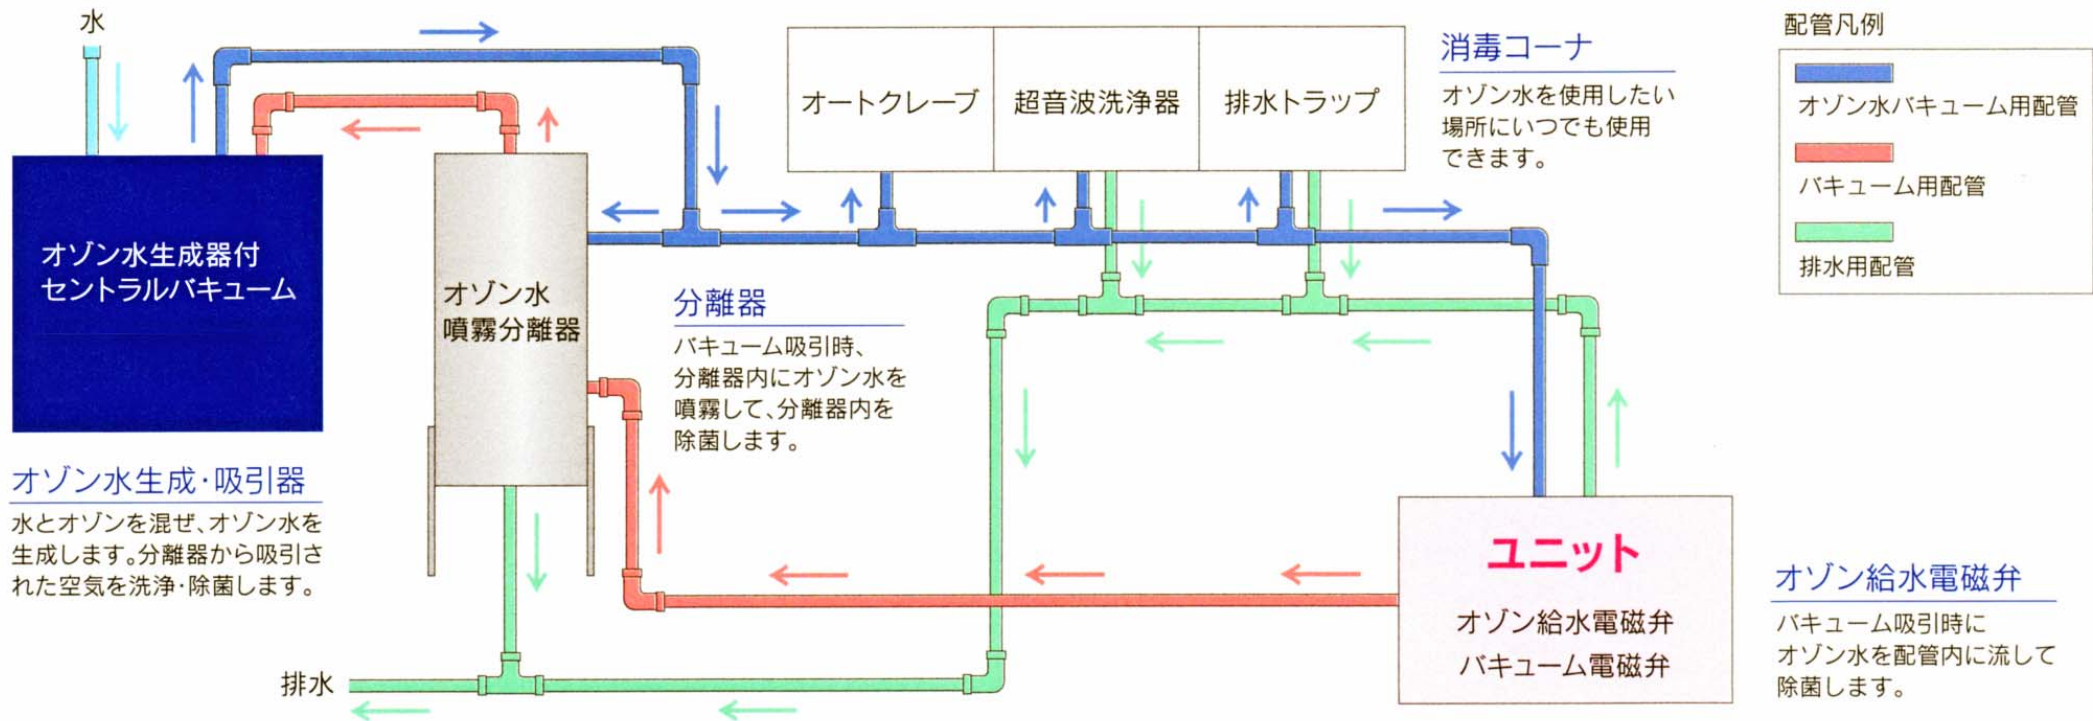 水
オゾン水生成器付
セントラルバキューム
オゾン水生成・吸引器
水とオゾンを混ぜ、オゾン水を
生成します。分離器から吸引さ
れた空気を洗浄・除菌します。
オゾン水
噴霧分離器
分離器
バキューム吸引時、
分離器内にオゾン水を
噴霧して、分離器内を
除菌します。
オートクレーブ
超音波洗浄器
排水トラップ
消毒コーナ
オゾン水を使用したい
場所にいつでも使用
できます。
配管凡例
オゾン水バキューム用配管
バキューム用配管
排水用配管
ユニット
オゾン給水電磁弁
バキューム電磁弁
オゾン給水電磁弁
バキューム吸引時に
オゾン水を配管内に流して
除菌します。
排水